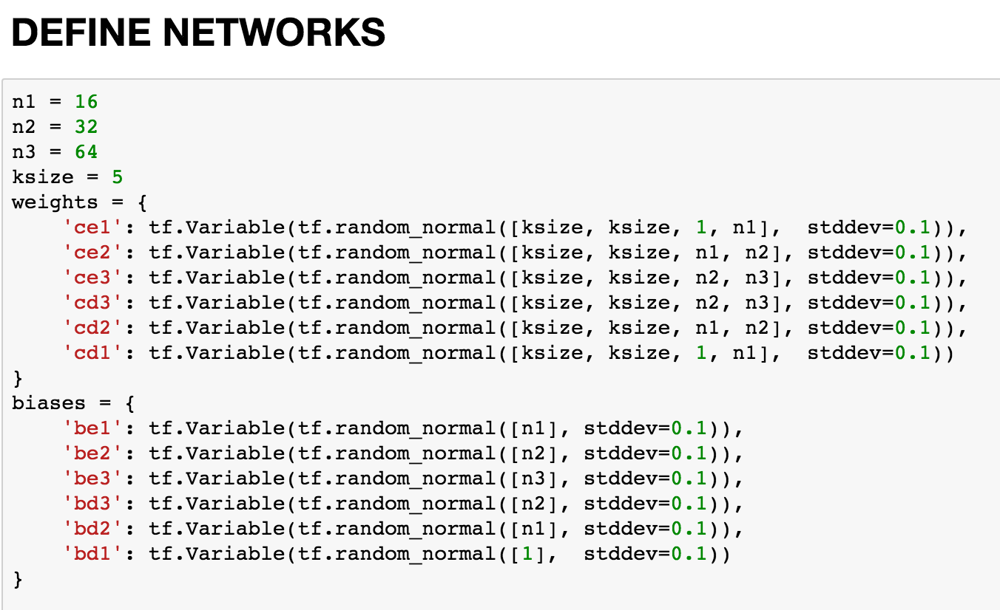 DEFINE NETWORKS
n1 = 16
n2 = 32
n3 = 64
ksize = 5
weights = {
    'ce1': tf.Variable(tf.random_normal([ksize, ksize, 1, n1],  stddev=0.1)),
    'ce2': tf.Variable(tf.random_normal([ksize, ksize, n1, n2], stddev=0.1)),
    'ce3': tf.Variable(tf.random_normal([ksize, ksize, n2, n3], stddev=0.1)),
    'cd3': tf.Variable(tf.random_normal([ksize, ksize, n2, n3], stddev=0.1)),
    'cd2': tf.Variable(tf.random_normal([ksize, ksize, n1, n2], stddev=0.1)),
    'cd1': tf.Variable(tf.random_normal([ksize, ksize, 1, n1],  stddev=0.1))
}
biases = {
    'be1': tf.Variable(tf.random_normal([n1], stddev=0.1)),
    'be2': tf.Variable(tf.random_normal([n2], stddev=0.1)),
    'be3': tf.Variable(tf.random_normal([n3], stddev=0.1)),
    'bd3': tf.Variable(tf.random_normal([n2], stddev=0.1)),
    'bd2': tf.Variable(tf.random_normal([n1], stddev=0.1)),
    'bd1': tf.Variable(tf.random_normal([1],  stddev=0.1))
}